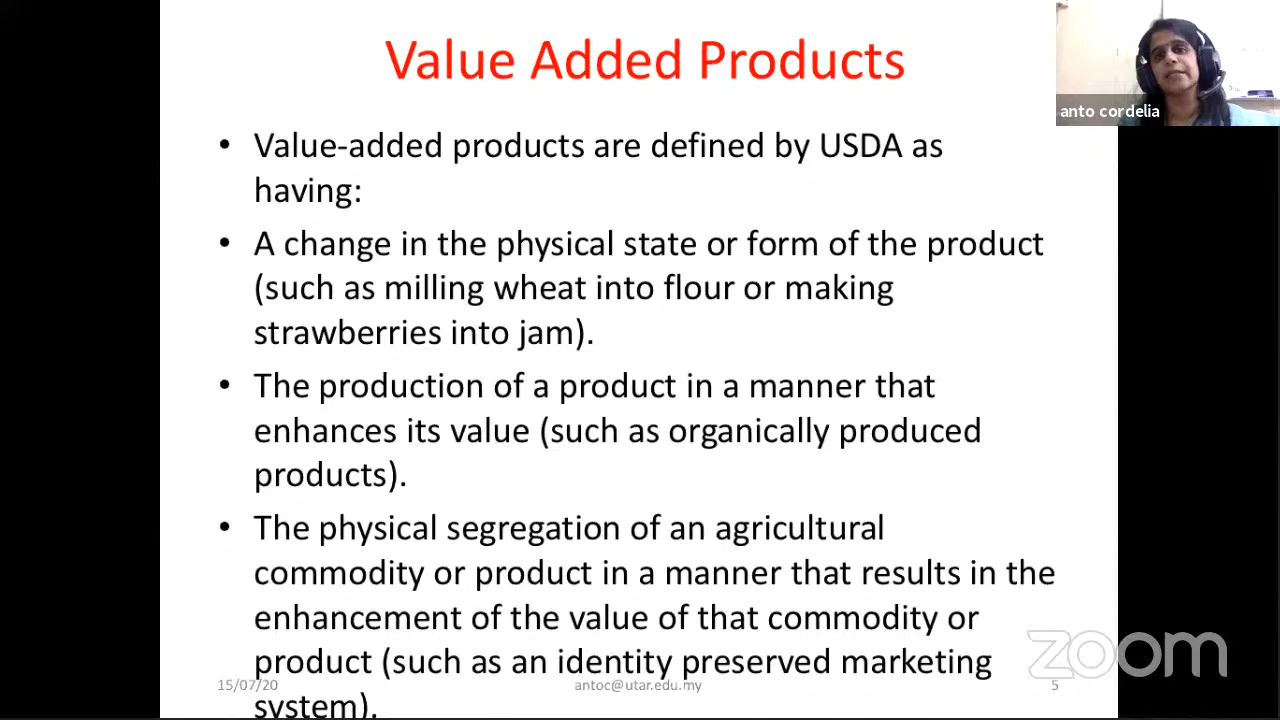 Value Added Products
anto cordelia
• Value-added products are defined by USDA as
having:
• A change in the physical state or form of the product
(such as milling wheat into flour or making
strawberries into jam).
• The production of a product in a manner that
enhances its value (such as organically produced
products).
• The physical segregation of an agricultural
commodity or product in a manner that results in the
enhancement of the value of that commodity or
product (such as an identity preserved marketing
system).
15/07/20
antoc@utar.edu.my
5
zoom